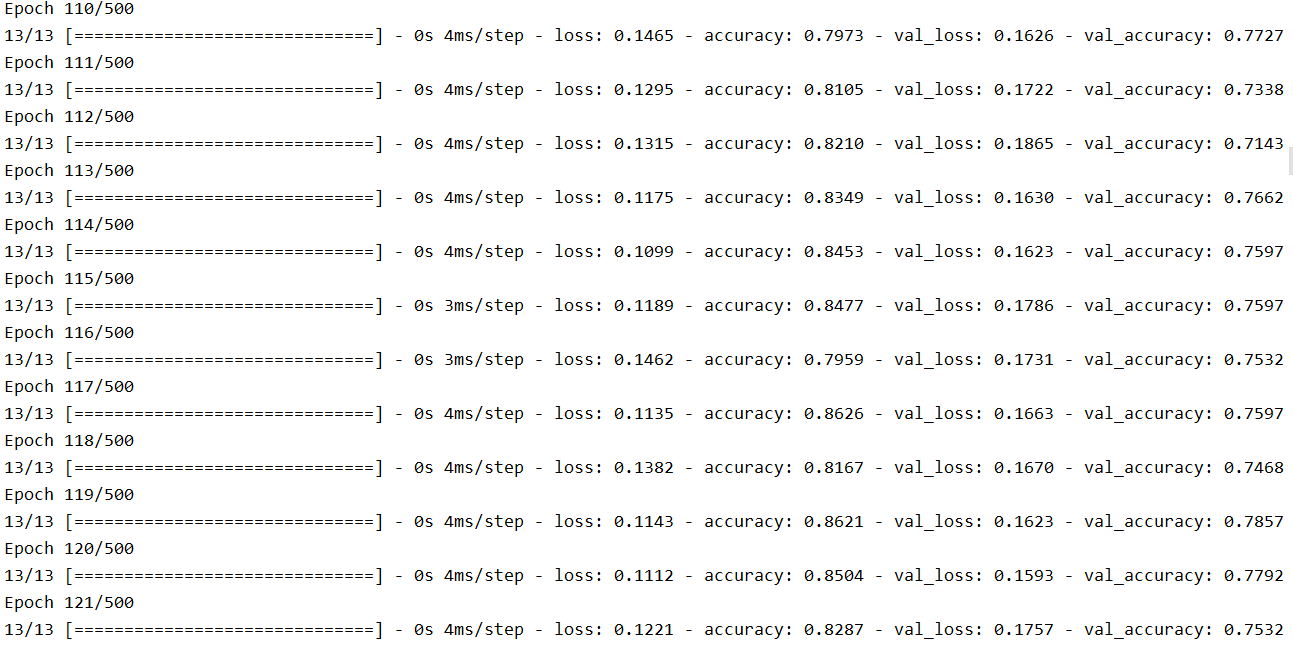 Epoch 110/500
13/13 [==============================] - 0s 4ms/step - loss: 0.1465 - accuracy: 0.7973 - val_loss: 0.1626 - val_accuracy: 0.7727
Epoch 111/500
13/13 [==============================] - 0s 4ms/step - loss: 0.1295 - accuracy: 0.8105 - val_loss: 0.1722 - val_accuracy: 0.7338
Epoch 112/500
13/13 [==============================] - 0s 4ms/step - loss: 0.1315 - accuracy: 0.8210 - val_loss: 0.1865 - val_accuracy: 0.7143
Epoch 113/500
13/13 [==============================] - 0s 4ms/step - loss: 0.1175 - accuracy: 0.8349 - val_loss: 0.1630 - val_accuracy: 0.7662
Epoch 114/500
13/13 [==============================] - 0s 4ms/step - loss: 0.1099 - accuracy: 0.8453 - val_loss: 0.1623 - val_accuracy: 0.7597
Epoch 115/500
13/13 [==============================] - 0s 3ms/step - loss: 0.1189 - accuracy: 0.8477 - val_loss: 0.1786 - val_accuracy: 0.7597
Epoch 116/500
13/13 [==============================] - 0s 3ms/step - loss: 0.1462 - accuracy: 0.7959 - val_loss: 0.1731 - val_accuracy: 0.7532
Epoch 117/500
13/13 [==============================] - 0s 4ms/step - loss: 0.1135 - accuracy: 0.8626 - val_loss: 0.1663 - val_accuracy: 0.7597
Epoch 118/500
13/13 [==============================] - 0s 4ms/step - loss: 0.1382 - accuracy: 0.8167 - val_loss: 0.1670 - val_accuracy: 0.7468
Epoch 119/500
13/13 [==============================] - 0s 4ms/step - loss: 0.1143 - accuracy: 0.8621 - val_loss: 0.1623 - val_accuracy: 0.7857
Epoch 120/500
13/13 [==============================] - 0s 4ms/step - loss: 0.1112 - accuracy: 0.8504 - val_loss: 0.1593 - val_accuracy: 0.7792
Epoch 121/500
13/13 [==============================] - 0s 4ms/step - loss: 0.1221 - accuracy: 0.8287 - val_loss: 0.1757 - val_accuracy: 0.7532